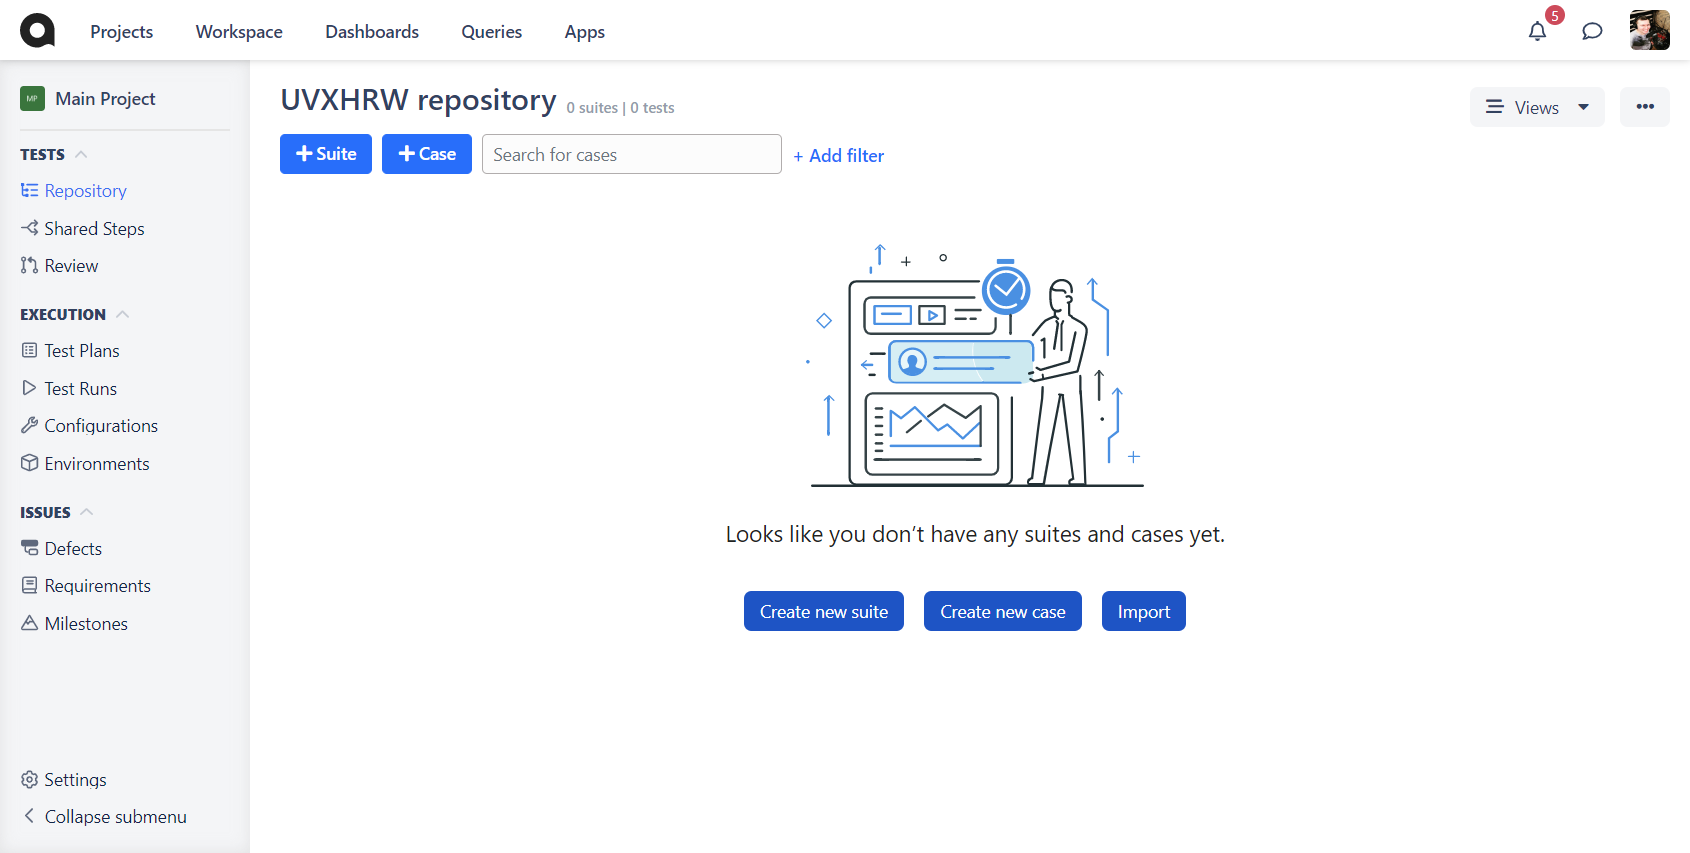 Projects Workspace Dashboards Queries Apps 5
MP Main Project
TESTS
Repository
Shared Steps
Review
EXECUTION
Test Plans
Test Runs
Configurations
Environments
ISSUES
Defects
Requirements
Milestones
Settings
Collapse submenu
UVXHRW repository 0 suites | 0 tests
Views
+ Suite + Case Search for cases + Add filter
Looks like you don’t have any suites and cases yet.
Create new suite Create new case Import